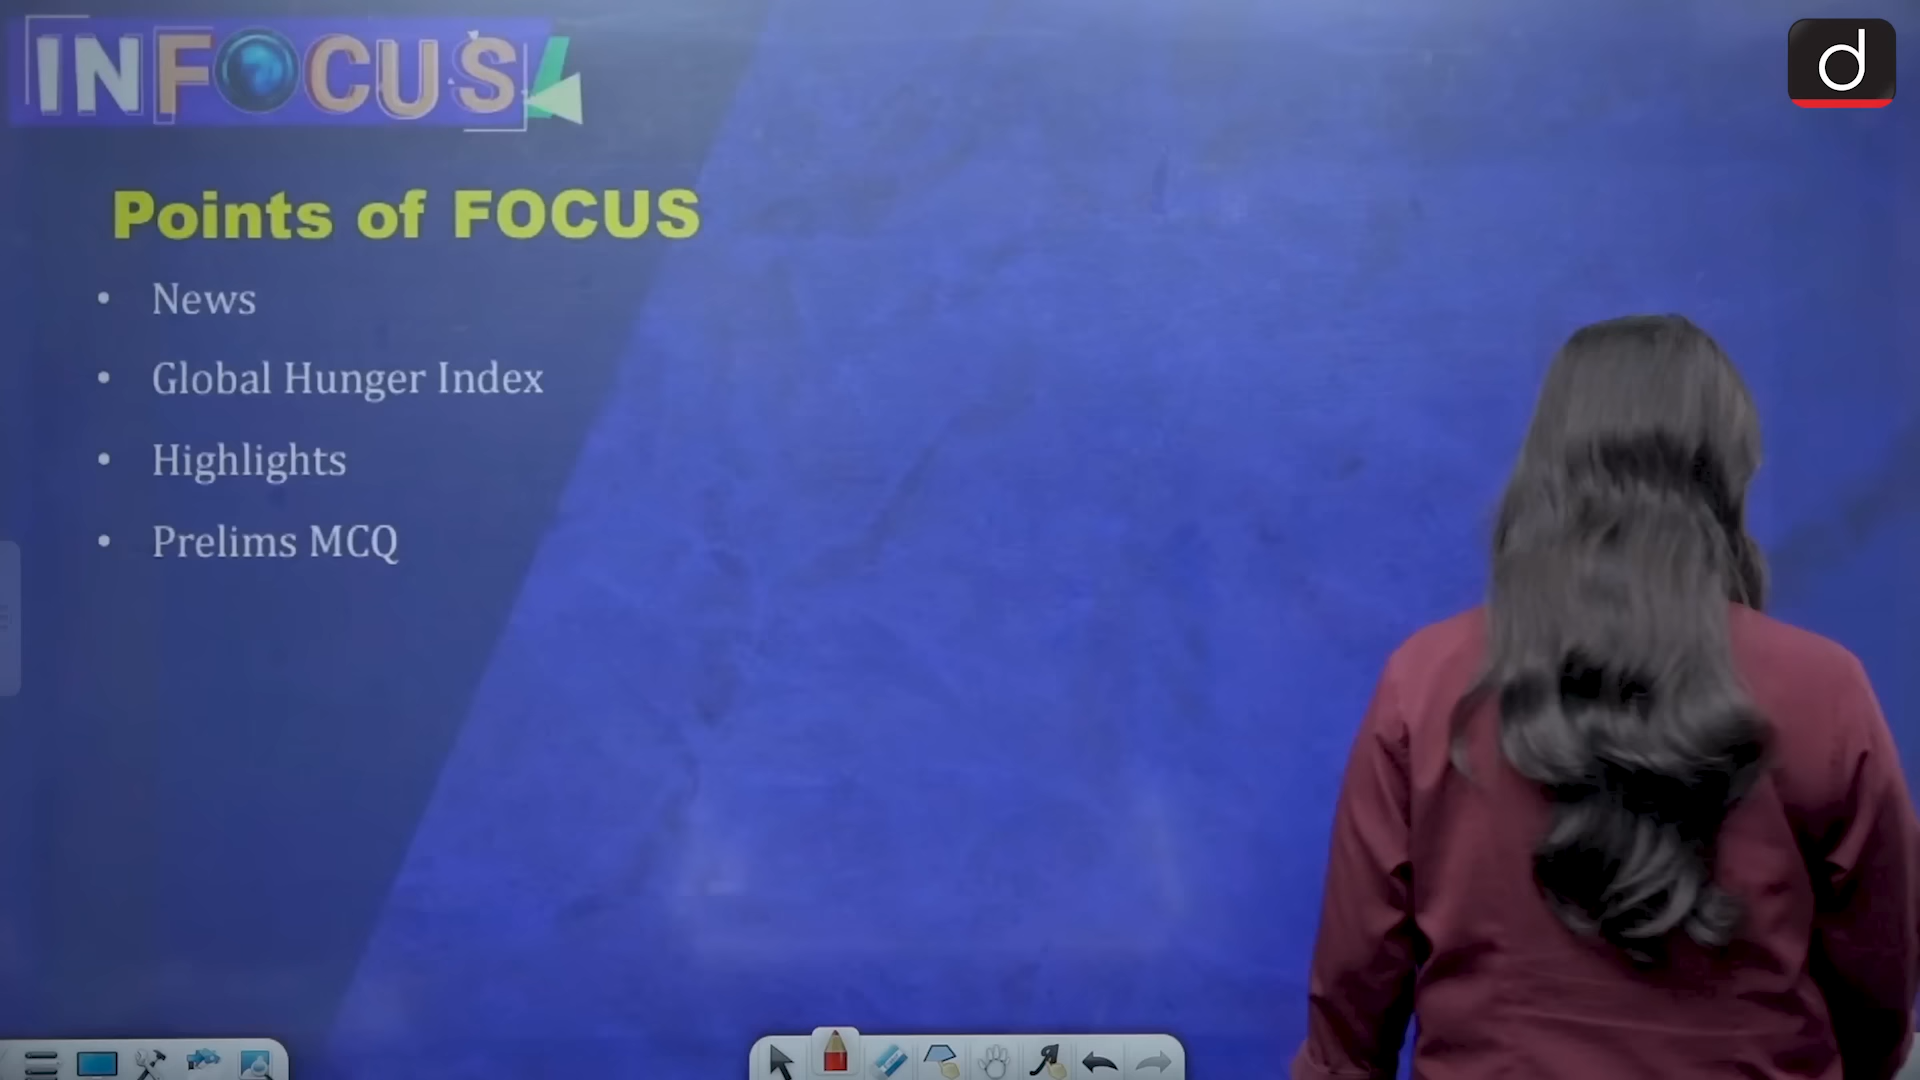 INFOCUS
d
Points of FOCUS
• News
• Global Hunger Index
• Highlights
• Prelims MCQ